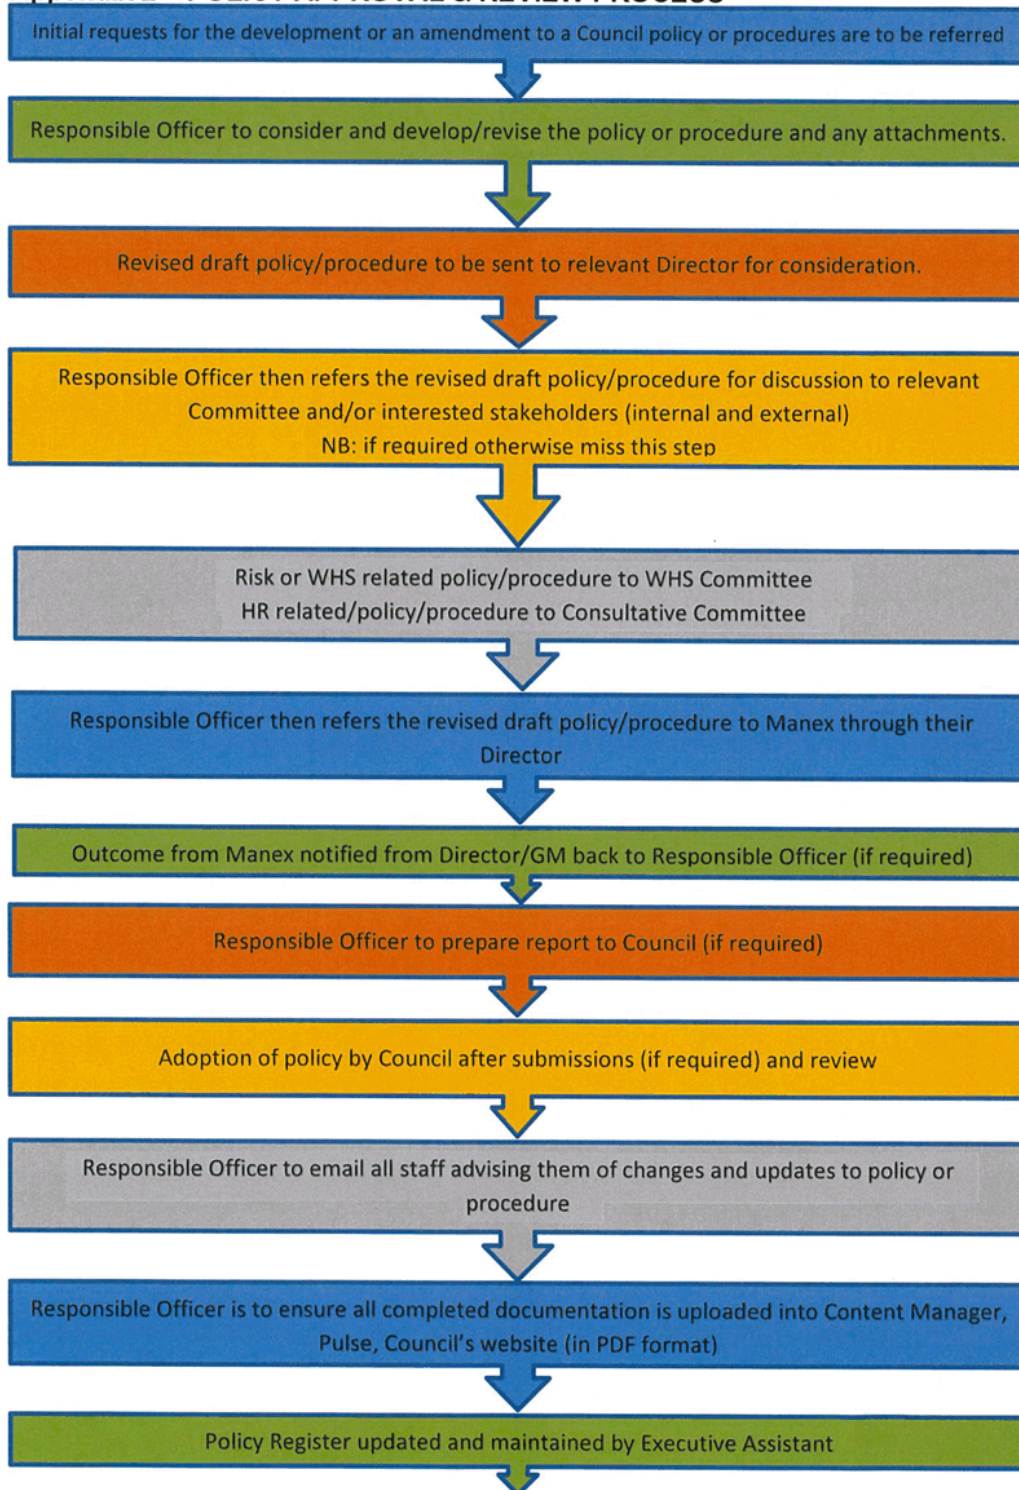 POLICY APPROVAL & REVIEW PROCESS
Initial requests for the development or an amendment to a Council policy or procedures are to be referred
Responsible Officer to consider and develop/revise the policy or procedure and any attachments.
Revised draft policy/procedure to be sent to relevant Director for consideration.
Responsible Officer then refers the revised draft policy/procedure for discussion to relevant
Committee and/or interested stakeholders (internal and external)
NB: if required otherwise miss this step
Risk or WHS related policy/procedure to WHS Committee
HR related/policy/procedure to Consultative Committee
Responsible Officer then refers the revised draft policy/procedure to Manex through their
Director
Outcome from Manex notified from Director/GM back to Responsible Officer (if required)
Responsible Officer to prepare report to Council (if required)
Adoption of policy by Council after submissions (if required) and review
Responsible Officer to email all staff advising them of changes and updates to policy or
procedure
Responsible Officer is to ensure all completed documentation is uploaded into Content Manager,
Pulse, Council's website (in PDF format)
Policy Register updated and maintained by Executive Assistant